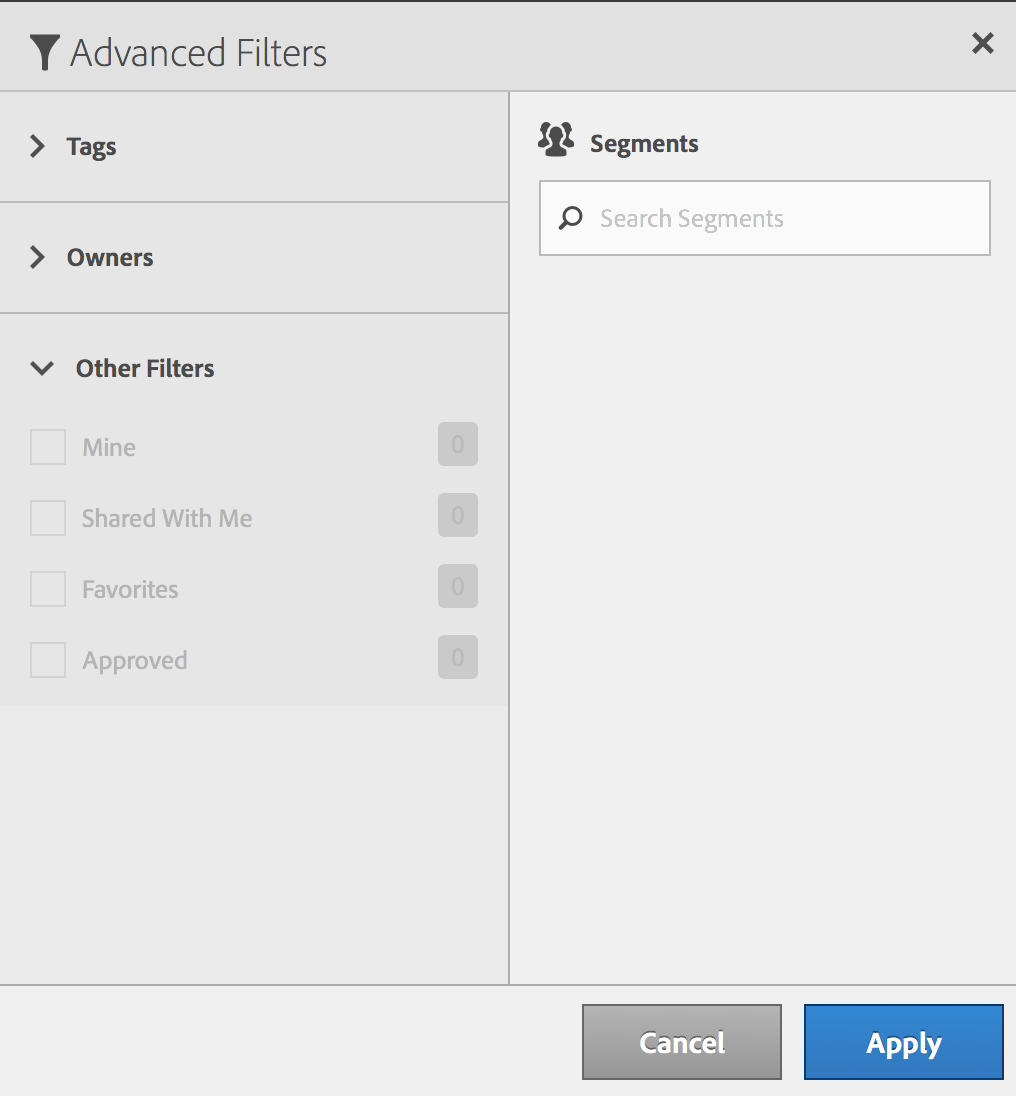 Advanced Filters
Tags
Owners
Other Filters
Mine 0
Shared With Me 0
Favorites 0
Approved 0
Segments
Search Segments
Cancel
Apply